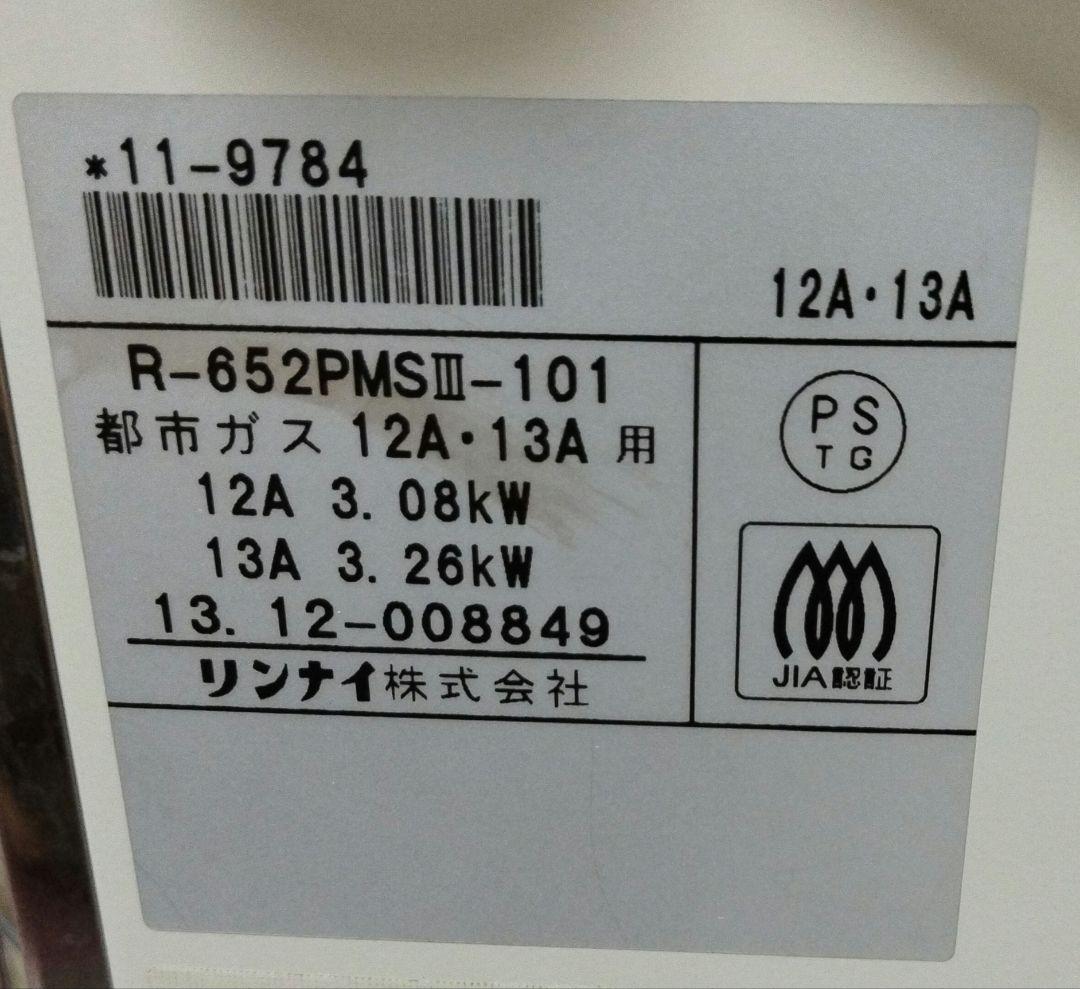 *11-9784
12A・13A
R-652PMSⅢ-101
都市ガス 12A・13A 用
12A 3.08kW
13A 3.26kW
13.12-008849
リンナイ株式会社
PS
TG
JIA認証